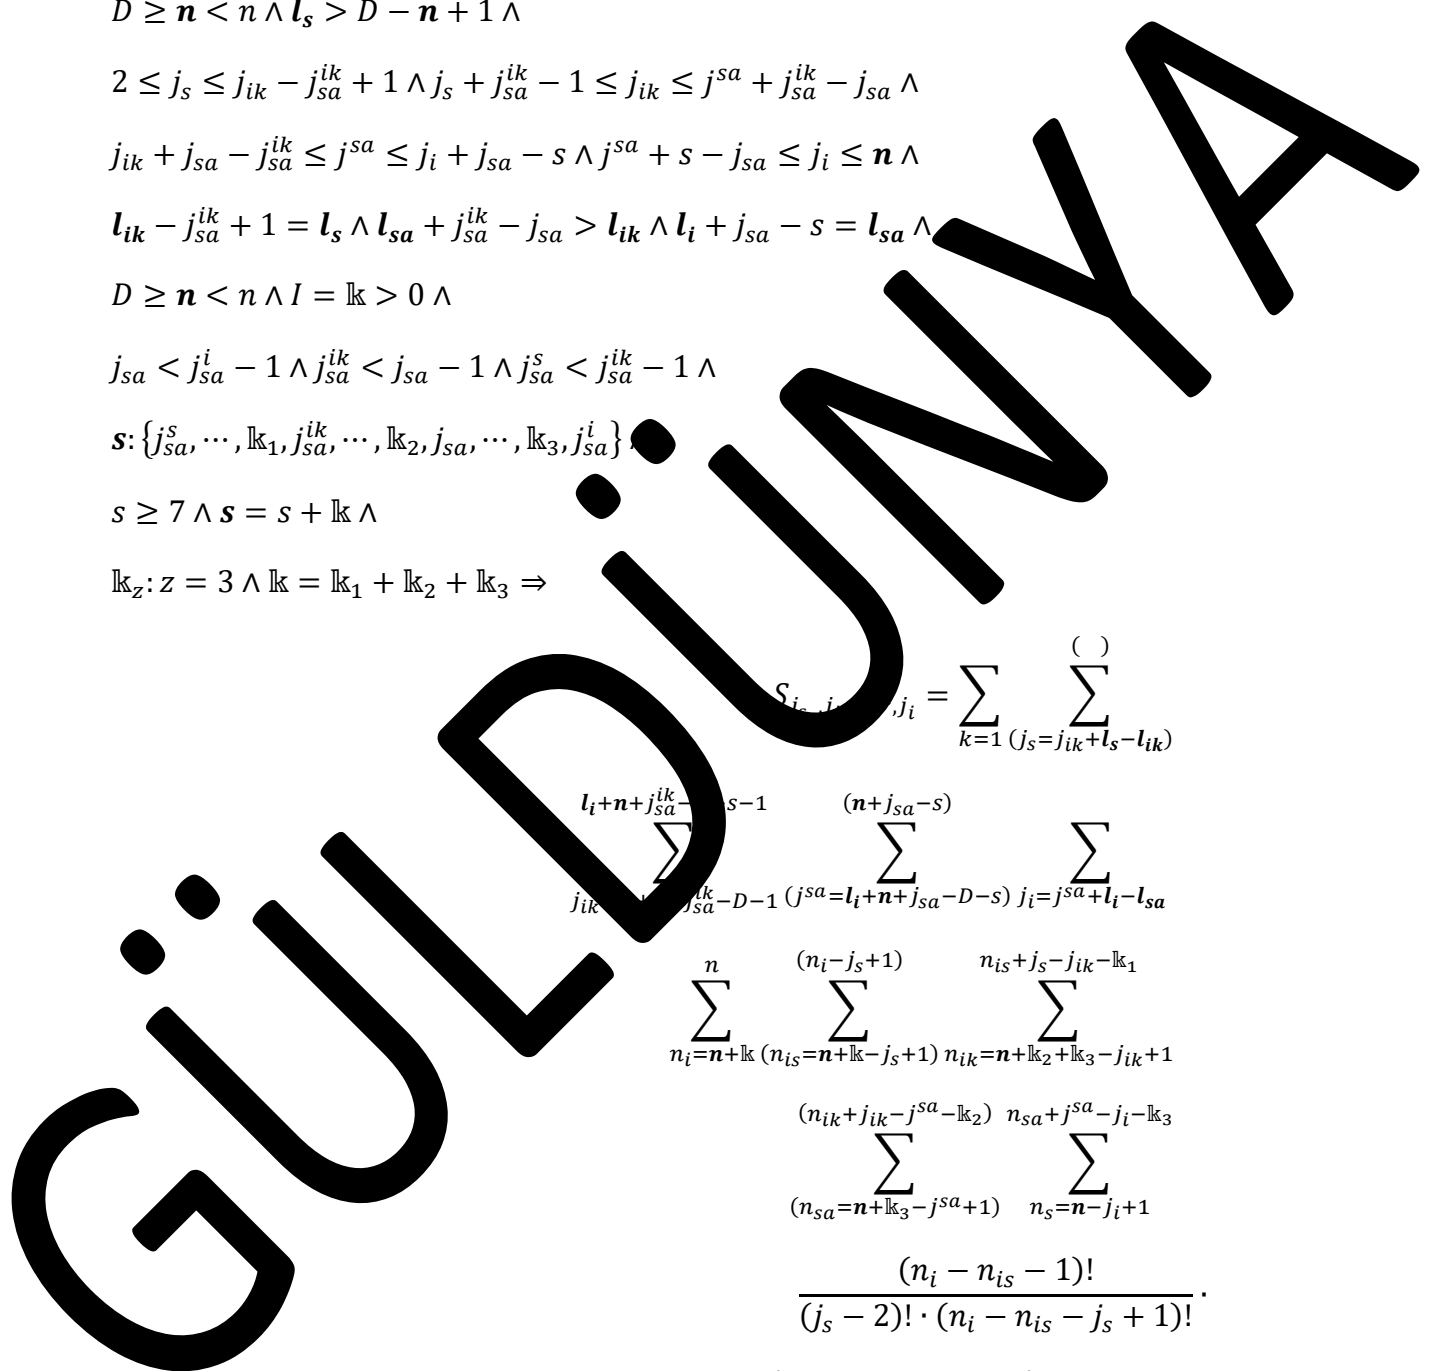 D ≥ n < n ∧ l_s > D − n + 1 ∧
2 ≤ j_s ≤ j_{ik} − j_{sa}^{ik} + 1 ∧ j_s + j_{sa}^{ik} − 1 ≤ j_{ik} ≤ j^{sa} + j_{sa}^{ik} − j_{sa} ∧
j_{ik} + j_{sa} − j_{sa}^{ik} ≤ j^{sa} ≤ j_i + j_{sa} − s ∧ j^{sa} + s − j_{sa} ≤ j_i ≤ n ∧
l_{ik} − j_{sa}^{ik} + 1 = l_s ∧ l_{sa} + j_{sa}^{ik} − j_{sa} > l_{ik} ∧ l_i + j_{sa} − s = l_{sa} ∧
D ≥ n < n ∧ I = 𝕜 > 0 ∧
j_{sa} < j_{sa}^{i} − 1 ∧ j_{sa}^{ik} < j_{sa} − 1 ∧ j_{sa}^{s} < j_{sa}^{ik} − 1 ∧
s: {j_{sa}^{s}, ⋯, 𝕜_1, j_{sa}^{ik}, ⋯, 𝕜_2, j_{sa}, ⋯, 𝕜_3, j_{sa}^{i}}
s ≥ 7 ∧ s = s + 𝕜 ∧
𝕜_z: z = 3 ∧ 𝕜 = 𝕜_1 + 𝕜_2 + 𝕜_3 ⇒
,j_i = ∑_{k=1} ∑_{(j_s=j_{ik}+l_s−l_{ik})}^{( )}
∑ ∑_{(j^{sa}=l_i+n+j_{sa}−D−s)}^{(n+j_{sa}−s)} ∑_{j_i=j^{sa}+l_i−l_{sa}}
∑_{n_i=n+𝕜}^{n} ∑_{(n_{is}=n+𝕜−j_s+1)}^{(n_i−j_s+1)} ∑_{n_{ik}=n+𝕜_2+𝕜_3−j_{ik}+1}^{n_{is}+j_s−j_{ik}−𝕜_1}
∑_{(n_{sa}=n+𝕜_3−j^{sa}+1)}^{(n_{ik}+j_{ik}−j^{sa}−𝕜_2)} ∑_{n_s=n−j_i+1}^{n_{sa}+j^{sa}−j_i−𝕜_3}
(n_i − n_{is} − 1)!
(j_s − 2)! · (n_i − n_{is} − j_s + 1)! ·
GÜLDÜNYA